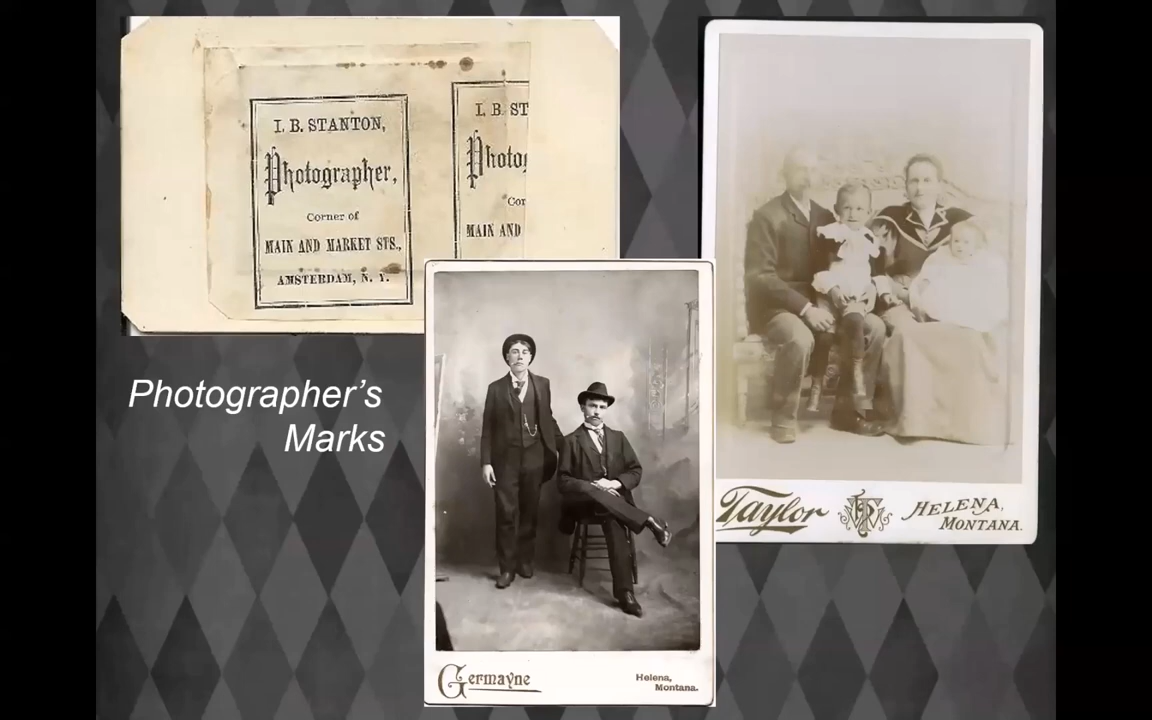 I. B. STANTON,
Photographer,
Corner of
MAIN AND MARKET STS.,
AMSTERDAM, N. Y.
I. B. ST
Photog
Cor
MAIN AND
Photographer's
Marks
Taylor
HELENA,
MONTANA.
Germayne
Helena,
Montana.